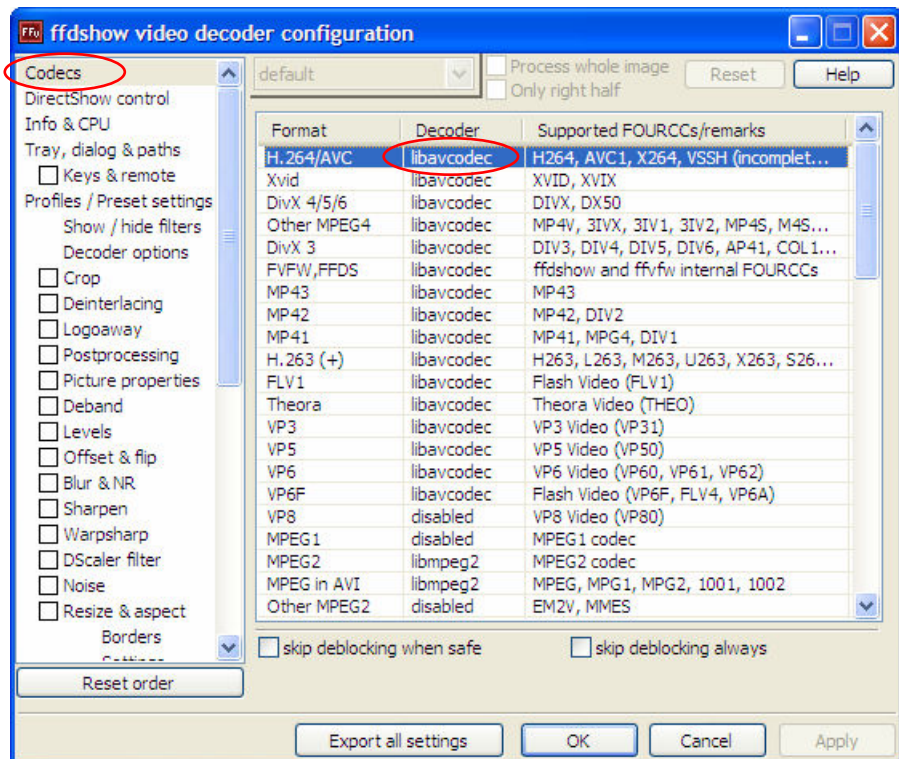 FFv ffdshow video decoder configuration
Codecs
DirectShow control
Info & CPU
Tray, dialog & paths
Keys & remote
Profiles / Preset settings
Show / hide filters
Decoder options
Crop
Deinterlacing
Logoaway
Postprocessing
Picture properties
Deband
Levels
Offset & flip
Blur & NR
Sharpen
Warpsharp
DScaler filter
Noise
Resize & aspect
Borders
Settings
Reset order
default
Process whole image
Only right half
Reset
Help
Format Decoder Supported FOURCCs/remarks
H.264/AVC libavcodec H264, AVC1, X264, VSSH (incomplet...
Xvid libavcodec XVID, XVIX
DivX 4/5/6 libavcodec DIVX, DX50
Other MPEG4 libavcodec MP4V, 3IVX, 3IV1, 3IV2, MP4S, M4S...
DivX 3 libavcodec DIV3, DIV4, DIV5, DIV6, AP41, COL1...
FVFW,FFDS libavcodec ffdshow and ffvfw internal FOURCCs
MP43 libavcodec MP43
MP42 libavcodec MP42, DIV2
MP41 libavcodec MP41, MPG4, DIV1
H.263 (+) libavcodec H263, L263, M263, U263, X263, S26...
FLV1 libavcodec Flash Video (FLV1)
Theora libavcodec Theora Video (THEO)
VP3 libavcodec VP3 Video (VP31)
VP5 libavcodec VP5 Video (VP50)
VP6 libavcodec VP6 Video (VP60, VP61, VP62)
VP6F libavcodec Flash Video (VP6F, FLV4, VP6A)
VP8 disabled VP8 Video (VP80)
MPEG1 disabled MPEG1 codec
MPEG2 libmpeg2 MPEG2 codec
MPEG in AVI libmpeg2 MPEG, MPG1, MPG2, 1001, 1002
Other MPEG2 disabled EM2V, MMES
skip deblocking when safe
skip deblocking always
Export all settings
OK
Cancel
Apply